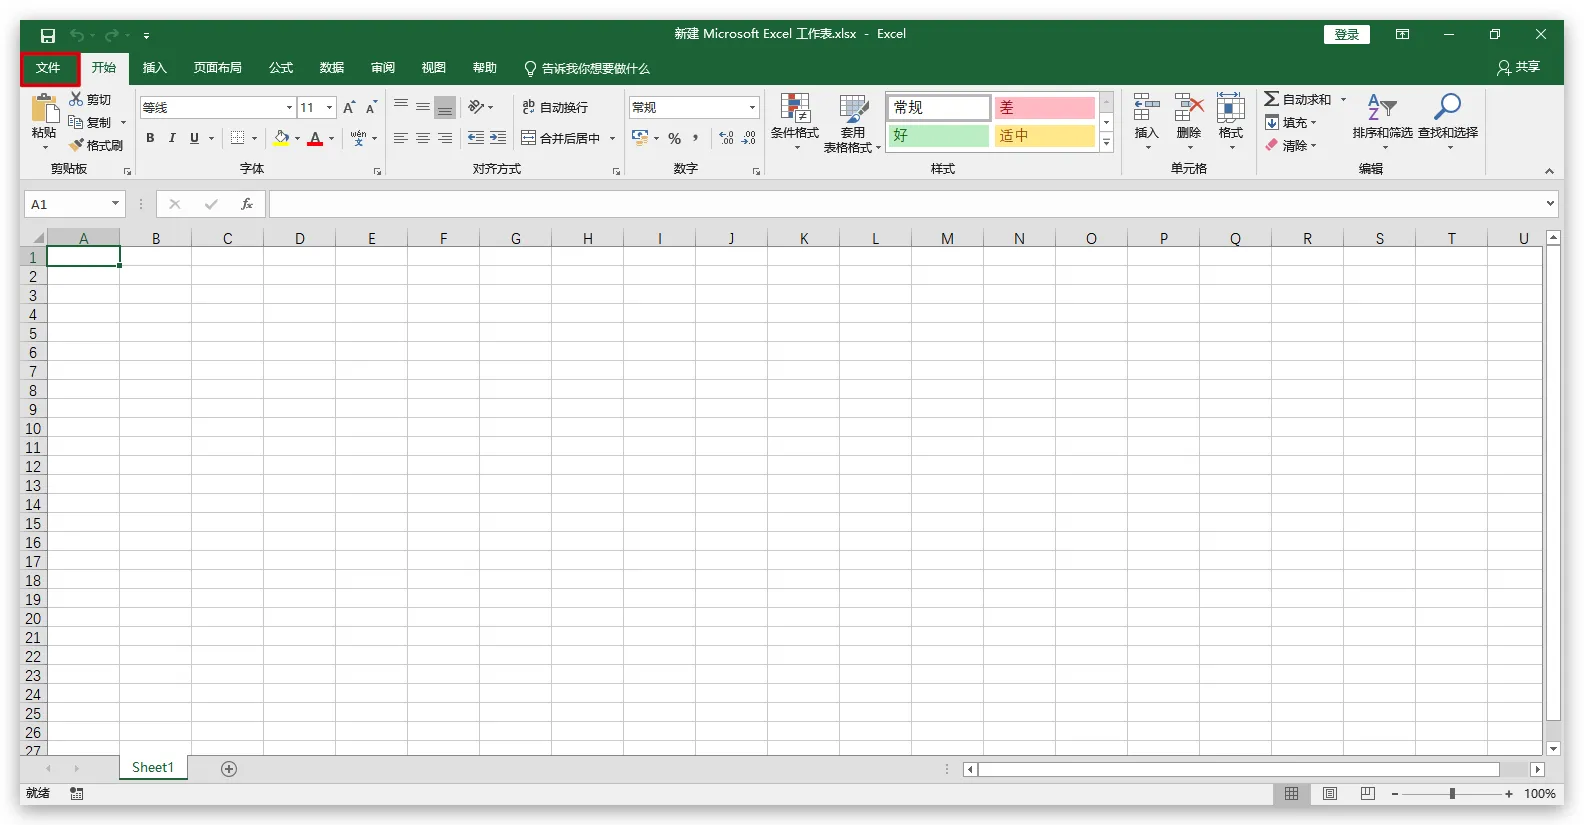 新建 Microsoft Excel 工作表.xlsx - Excel
登录
文件 开始 插入 页面布局 公式 数据 审阅 视图 帮助 告诉我你想要做什么 共享
粘贴
剪切
复制
格式刷
剪贴板
等线 11 A A
B I U A wén 文
字体
ab 自动换行
合并后居中
对齐方式
常规
% , .0 .00 .00 .0
数字
条件格式
套用
表格格式
常规 差
好 适中
样式
插入 删除 格式
单元格
自动求和
填充
清除
A Z
排序和筛选 查找和选择
编辑
A1 fx
A B C D E F G H I J K L M N O P Q R S T U
1
2
3
4
5
6
7
8
9
10
11
12
13
14
15
16
17
18
19
20
21
22
23
24
25
26
27
Sheet1
就绪 100%